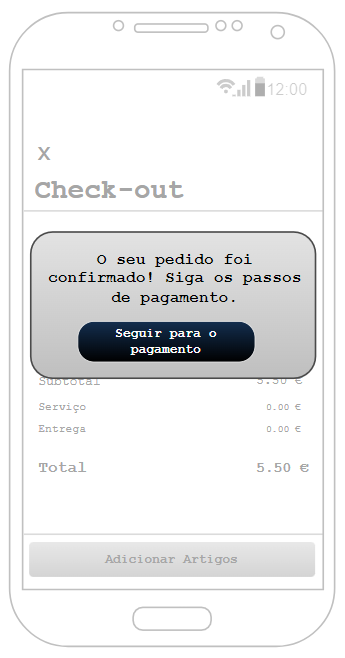 12:00
X
Check-out
O seu pedido foi
confirmado! Siga os passos
de pagamento.
Seguir para o
pagamento
Subtotal 5.50 €
Serviço 0.00 €
Entrega 0.00 €
Total 5.50 €
Adicionar Artigos